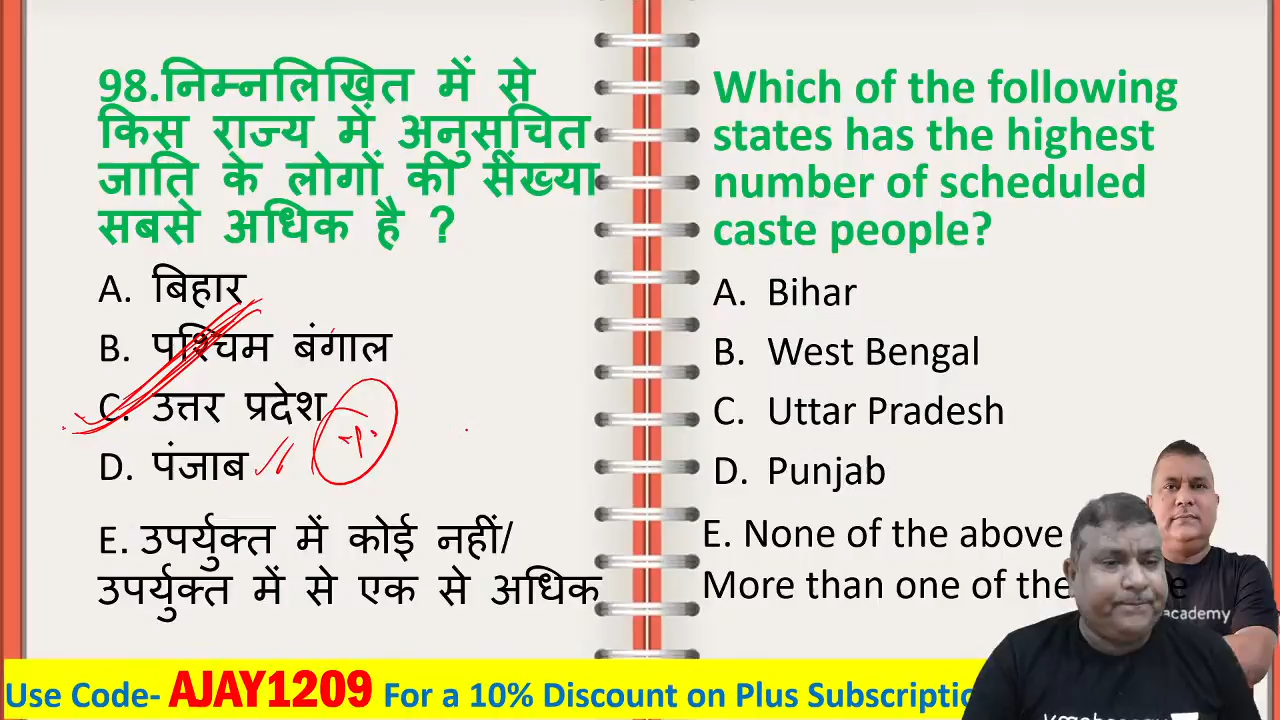 98.निम्नलिखित में से
किस राज्य में अनुसूचित
जाति के लोगों की सींख्या
सबसे अधिक है ?
A. बिहार
B. पश्चिम बंगाल
C. उत्तर प्रदेश
D. पंजाब
E. उपर्युक्त में कोई नहीं/
उपर्युक्त में से एक से अधिक
Which of the following
states has the highest
number of scheduled
caste people?
A. Bihar
B. West Bengal
C. Uttar Pradesh
D. Punjab
E. None of the above
More than one of the
academy
Use Code- AJAY1209 For a 10% Discount on Plus